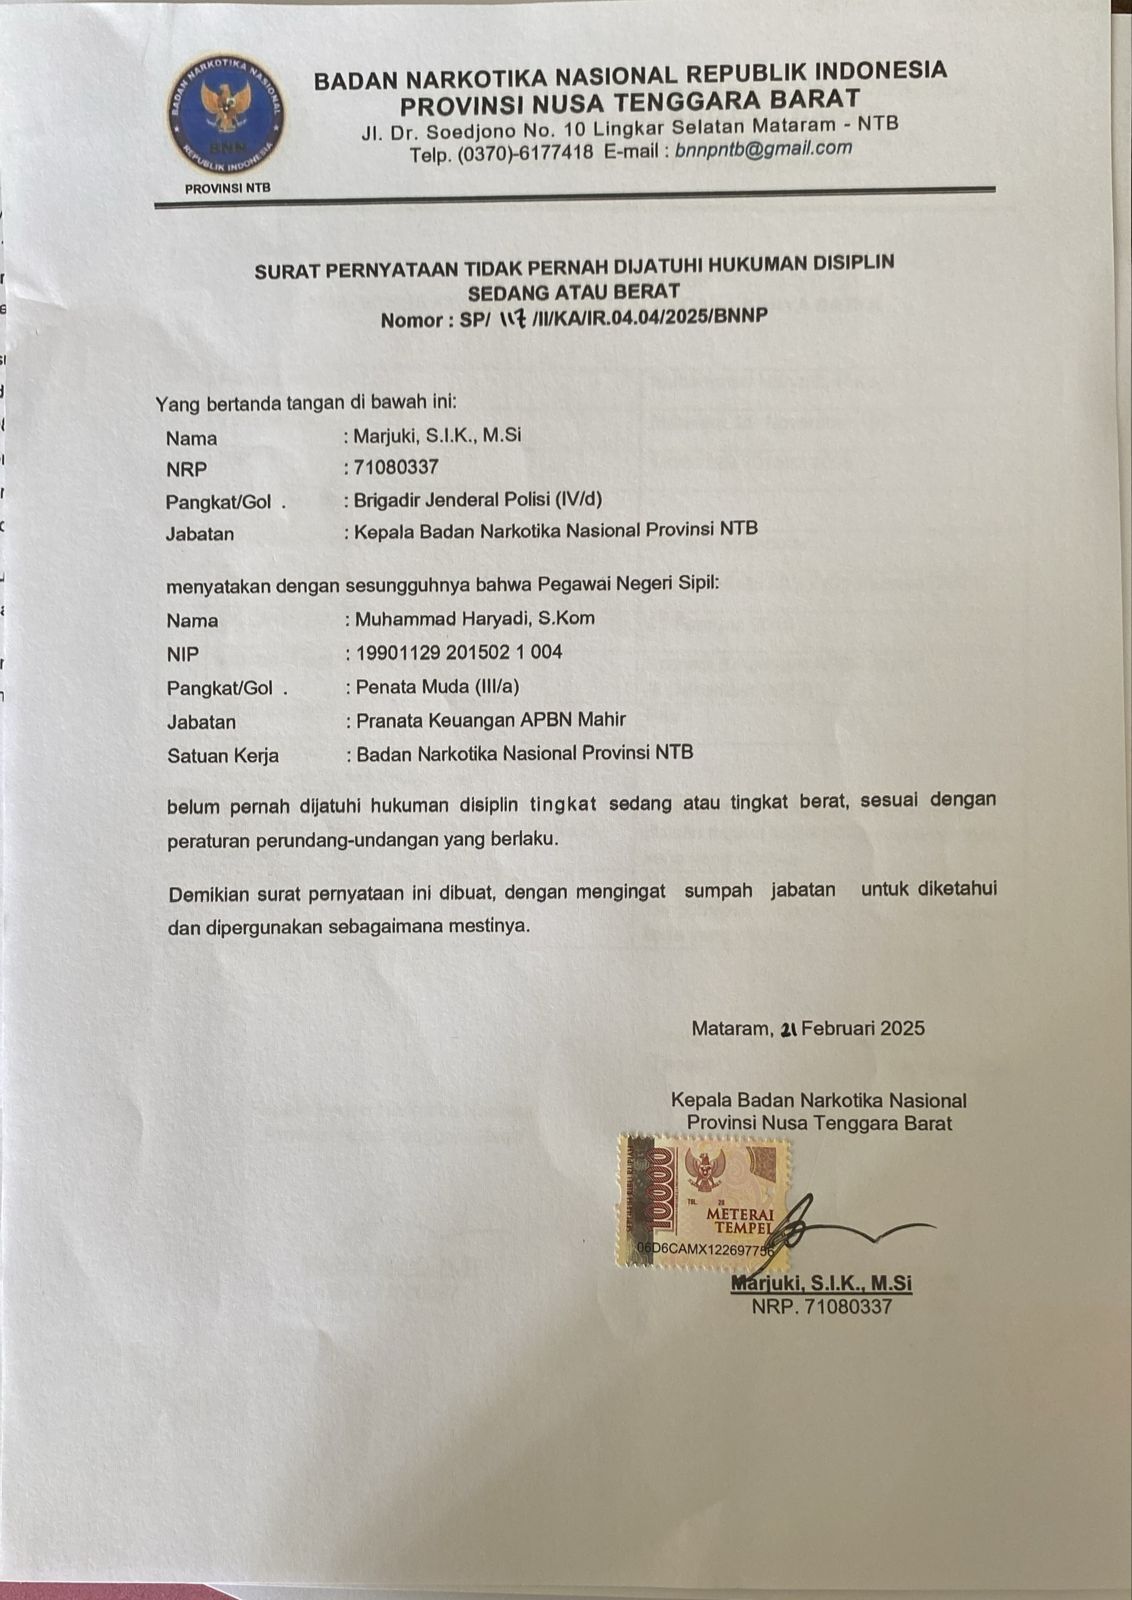 BADAN NARKOTIKA NASIONAL
BNN
REPUBLIK INDONESIA
PROVINSI NTB
BADAN NARKOTIKA NASIONAL REPUBLIK INDONESIA
PROVINSI NUSA TENGGARA BARAT
Jl. Dr. Soedjono No. 10 Lingkar Selatan Mataram - NTB
Telp. (0370)-6177418 E-mail : bnnpntb@gmail.com
SURAT PERNYATAAN TIDAK PERNAH DIJATUHI HUKUMAN DISIPLIN
SEDANG ATAU BERAT
Nomor : SP/ 117 /II/KA/IR.04.04/2025/BNNP
Yang bertanda tangan di bawah ini:
Nama : Marjuki, S.I.K., M.Si
NRP : 71080337
Pangkat/Gol . : Brigadir Jenderal Polisi (IV/d)
Jabatan : Kepala Badan Narkotika Nasional Provinsi NTB
menyatakan dengan sesungguhnya bahwa Pegawai Negeri Sipil:
Nama : Muhammad Haryadi, S.Kom
NIP : 19901129 201502 1 004
Pangkat/Gol . : Penata Muda (III/a)
Jabatan : Pranata Keuangan APBN Mahir
Satuan Kerja : Badan Narkotika Nasional Provinsi NTB
belum pernah dijatuhi hukuman disiplin tingkat sedang atau tingkat berat, sesuai dengan
peraturan perundang-undangan yang berlaku.
Demikian surat pernyataan ini dibuat, dengan mengingat sumpah jabatan untuk diketahui
dan dipergunakan sebagaimana mestinya.
Mataram, 21 Februari 2025
Kepala Badan Narkotika Nasional
Provinsi Nusa Tenggara Barat
10000
TGL. 20
METERAI
TEMPEL
06D6CAMX122697756
Marjuki, S.I.K., M.Si
NRP. 71080337